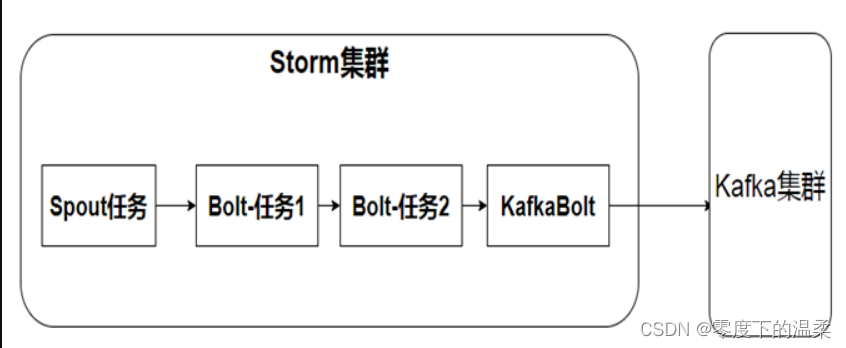 Storm集群
Spout任务
Bolt-任务1
Bolt-任务2
KafkaBolt
Kafka集群
CSDN @零度下的温柔